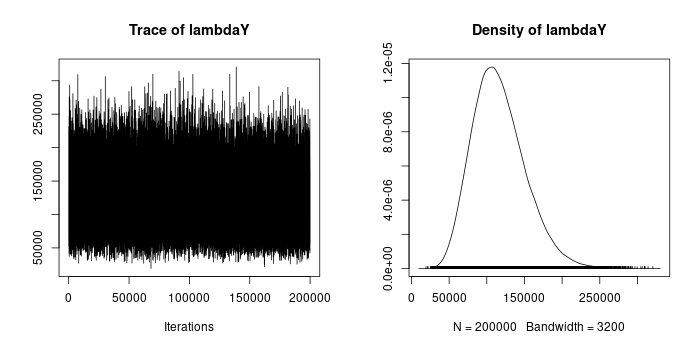 Trace of lambdaY
250000
150000
50000
0 50000 100000 150000 200000
Iterations
Density of lambdaY
1.2e-05
8.0e-06
4.0e-06
0.0e+00
0 50000 150000 250000
N = 200000 Bandwidth = 3200